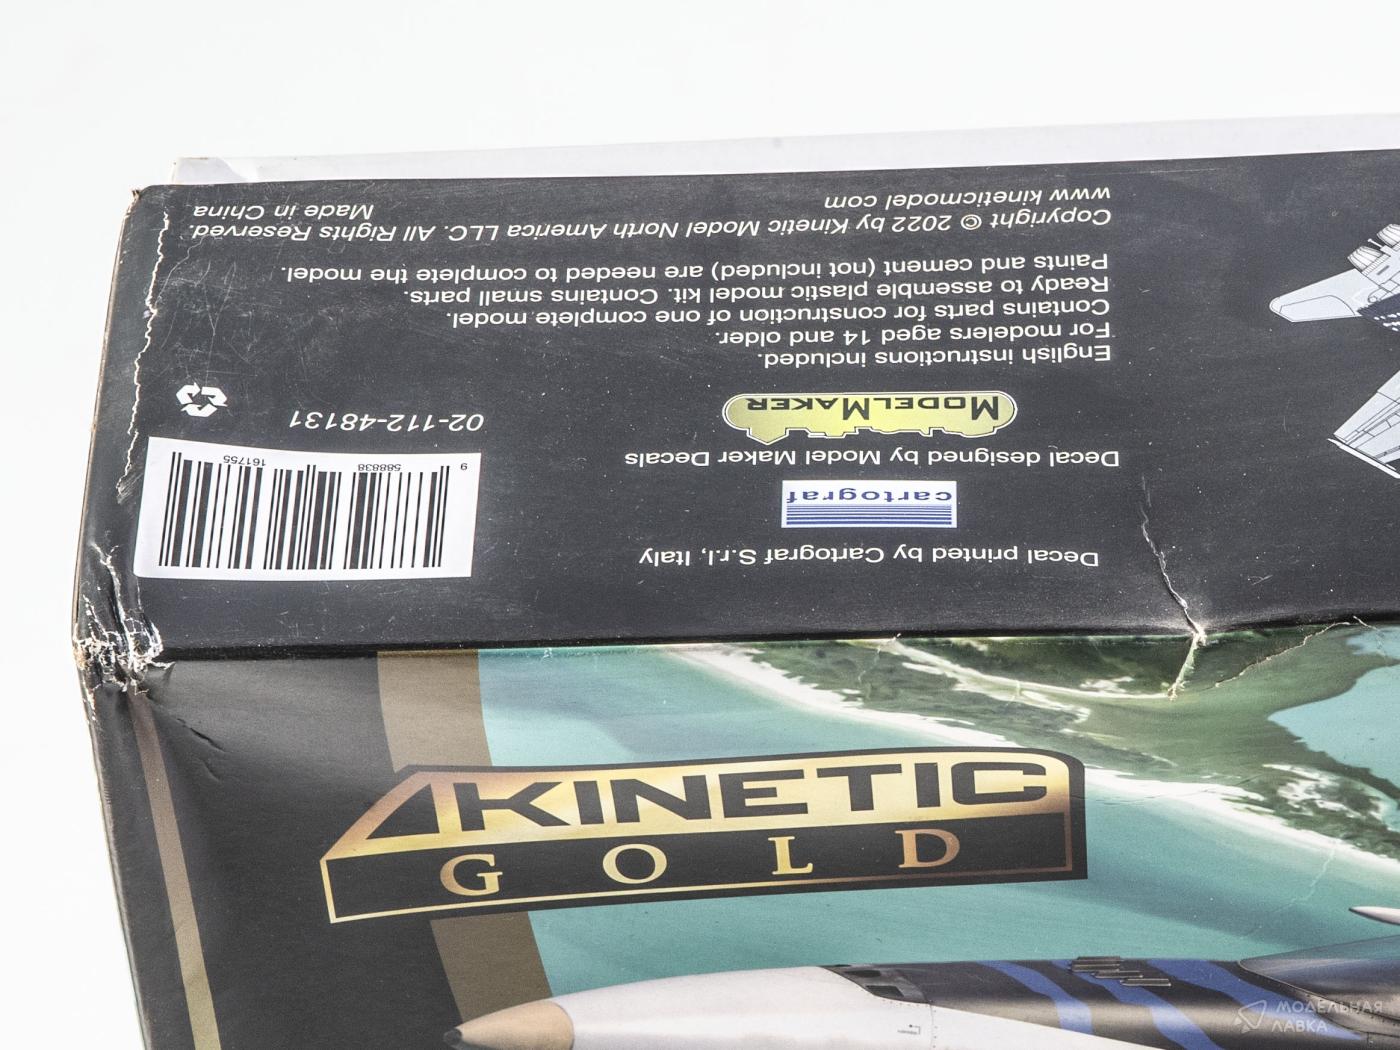 Decal printed by Cartograf S.r.l, Italy
cartograf
Decal designed by Model Maker Decals
MODELMAKER
English instructions included.
For modelers aged 14 and older.
Contains parts for construction of one complete model.
Ready to assemble plastic model kit. Contains small parts.
Paints and cement (not included) are needed to complete the model.
Copyright © 2022 by Kinetic Model North America LLC. All Rights Reserved.
www.kineticmodel.com
Made in China
9 588838 161755
02-112-48131
KINETIC
GOLD
МОДЕЛЬНАЯ
ЛАВКА